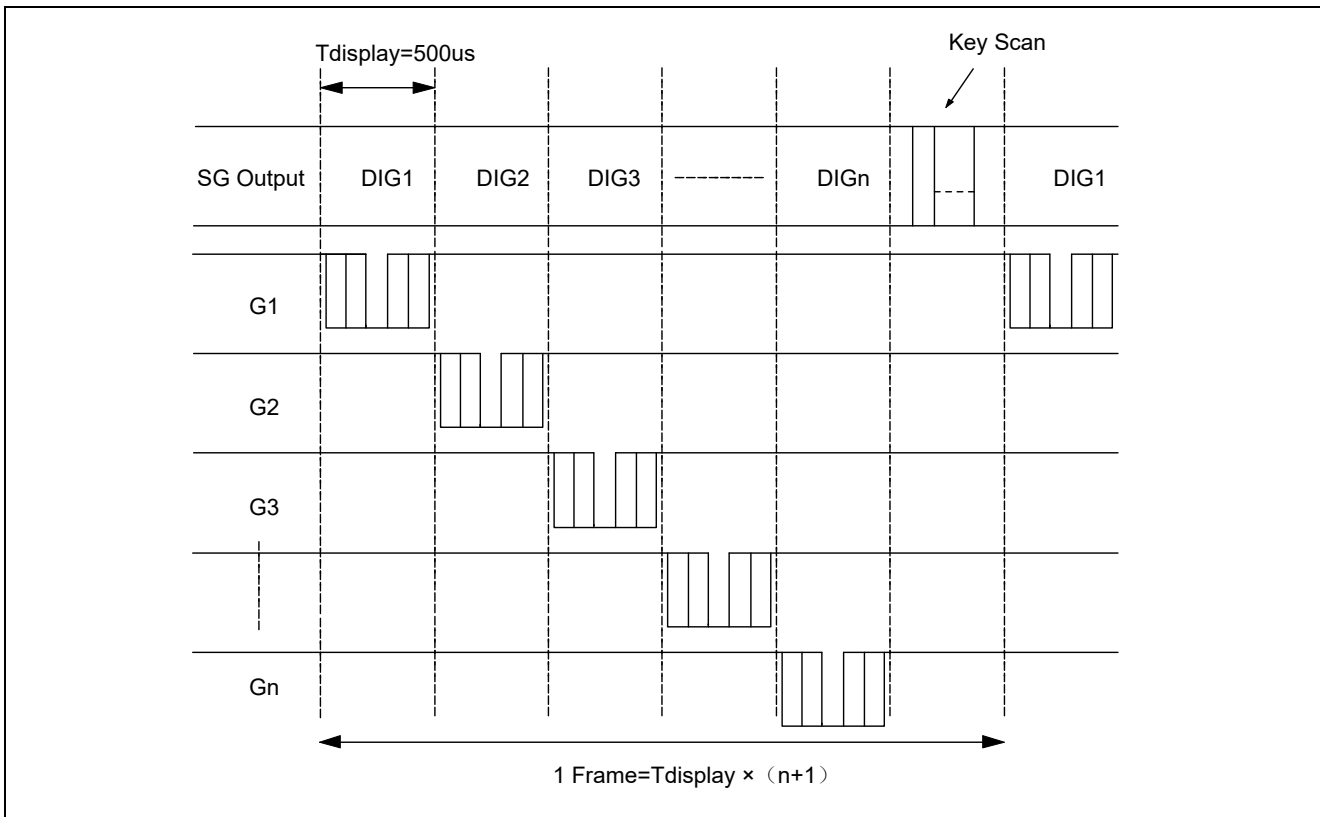 Tdisplay=500us
Key Scan
SG Output DIG1 DIG2 DIG3 DIGn DIG1
G1
G2
G3
Gn
1 Frame=Tdisplay ×（n+1）